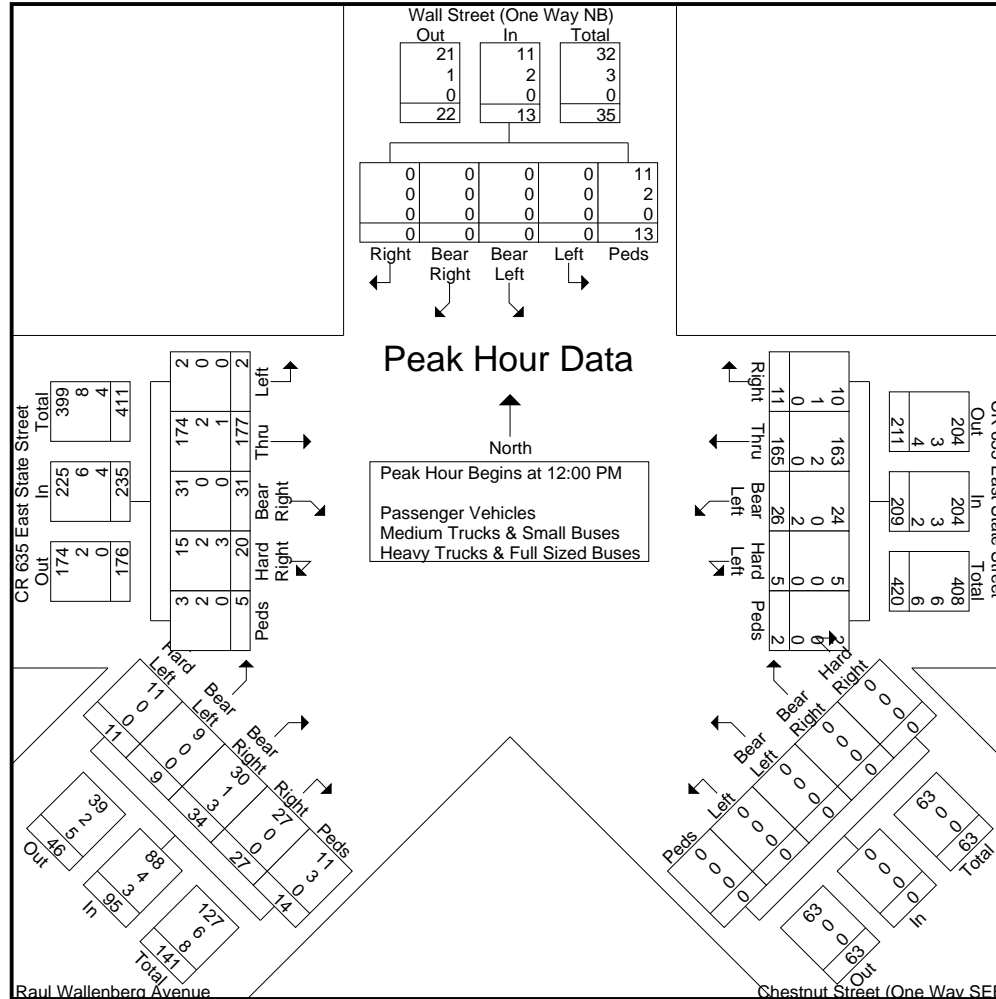 Wall Street (One Way NB)
Out In Total
21 11 32
1 2 3
0 0 0
22 13 35
0 0 0 0 11
0 0 0 0 2
0 0 0 0 0
0 0 0 0 13
Right Bear Right Bear Left Left Peds
Peak Hour Data
North
Peak Hour Begins at 12:00 PM
Passenger Vehicles
Medium Trucks & Small Buses
Heavy Trucks & Full Sized Buses
CR 635 East State Street
Out In Total
174 225 399
2 6 8
0 4 4
176 235 411
Left Thru Bear Right Hard Right Peds
2 174 31 15 3
0 2 0 2 2
0 1 0 3 0
2 177 31 20 5
CR 635 East State Street
Out In Total
204 204 408
3 3 6
4 2 6
211 209 420
Right Thru Bear Left Hard Left Peds
10 163 24 5 2
1 2 0 0 0
0 0 2 0 0
11 165 26 5 2
Hard Left Bear Left Bear Right Right Peds
11 9 30 27 11
0 0 1 0 3
0 0 3 0 0
11 9 34 27 14
39 88 127
2 4 6
5 3 8
46 95 141
Out In Total
Raul Wallenberg Avenue
Peds Left Bear Left Bear Right Hard Right
0 0 0 0 0
0 0 0 0 0
0 0 0 0 0
0 0 0 0 0
63 0 63
0 0 0
0 0 0
63 0 63
Out In Total
Chestnut Street (One Way SEB